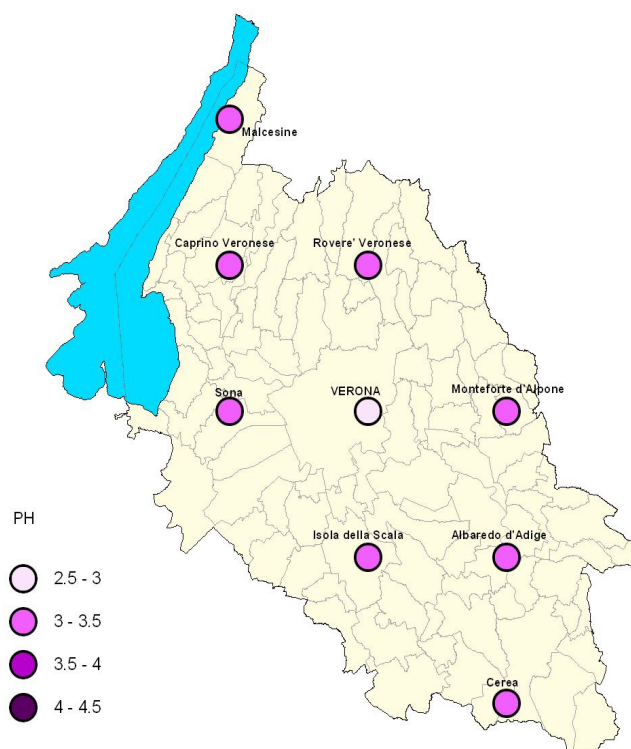 Malcesine
Caprino Veronese
Rovere' Veronese
Sona
VERONA
Monteforte d'Alpone
Isola della Scala
Albaredo d'Adige
Cerea
PH
2.5 - 3
3 - 3.5
3.5 - 4
4 - 4.5